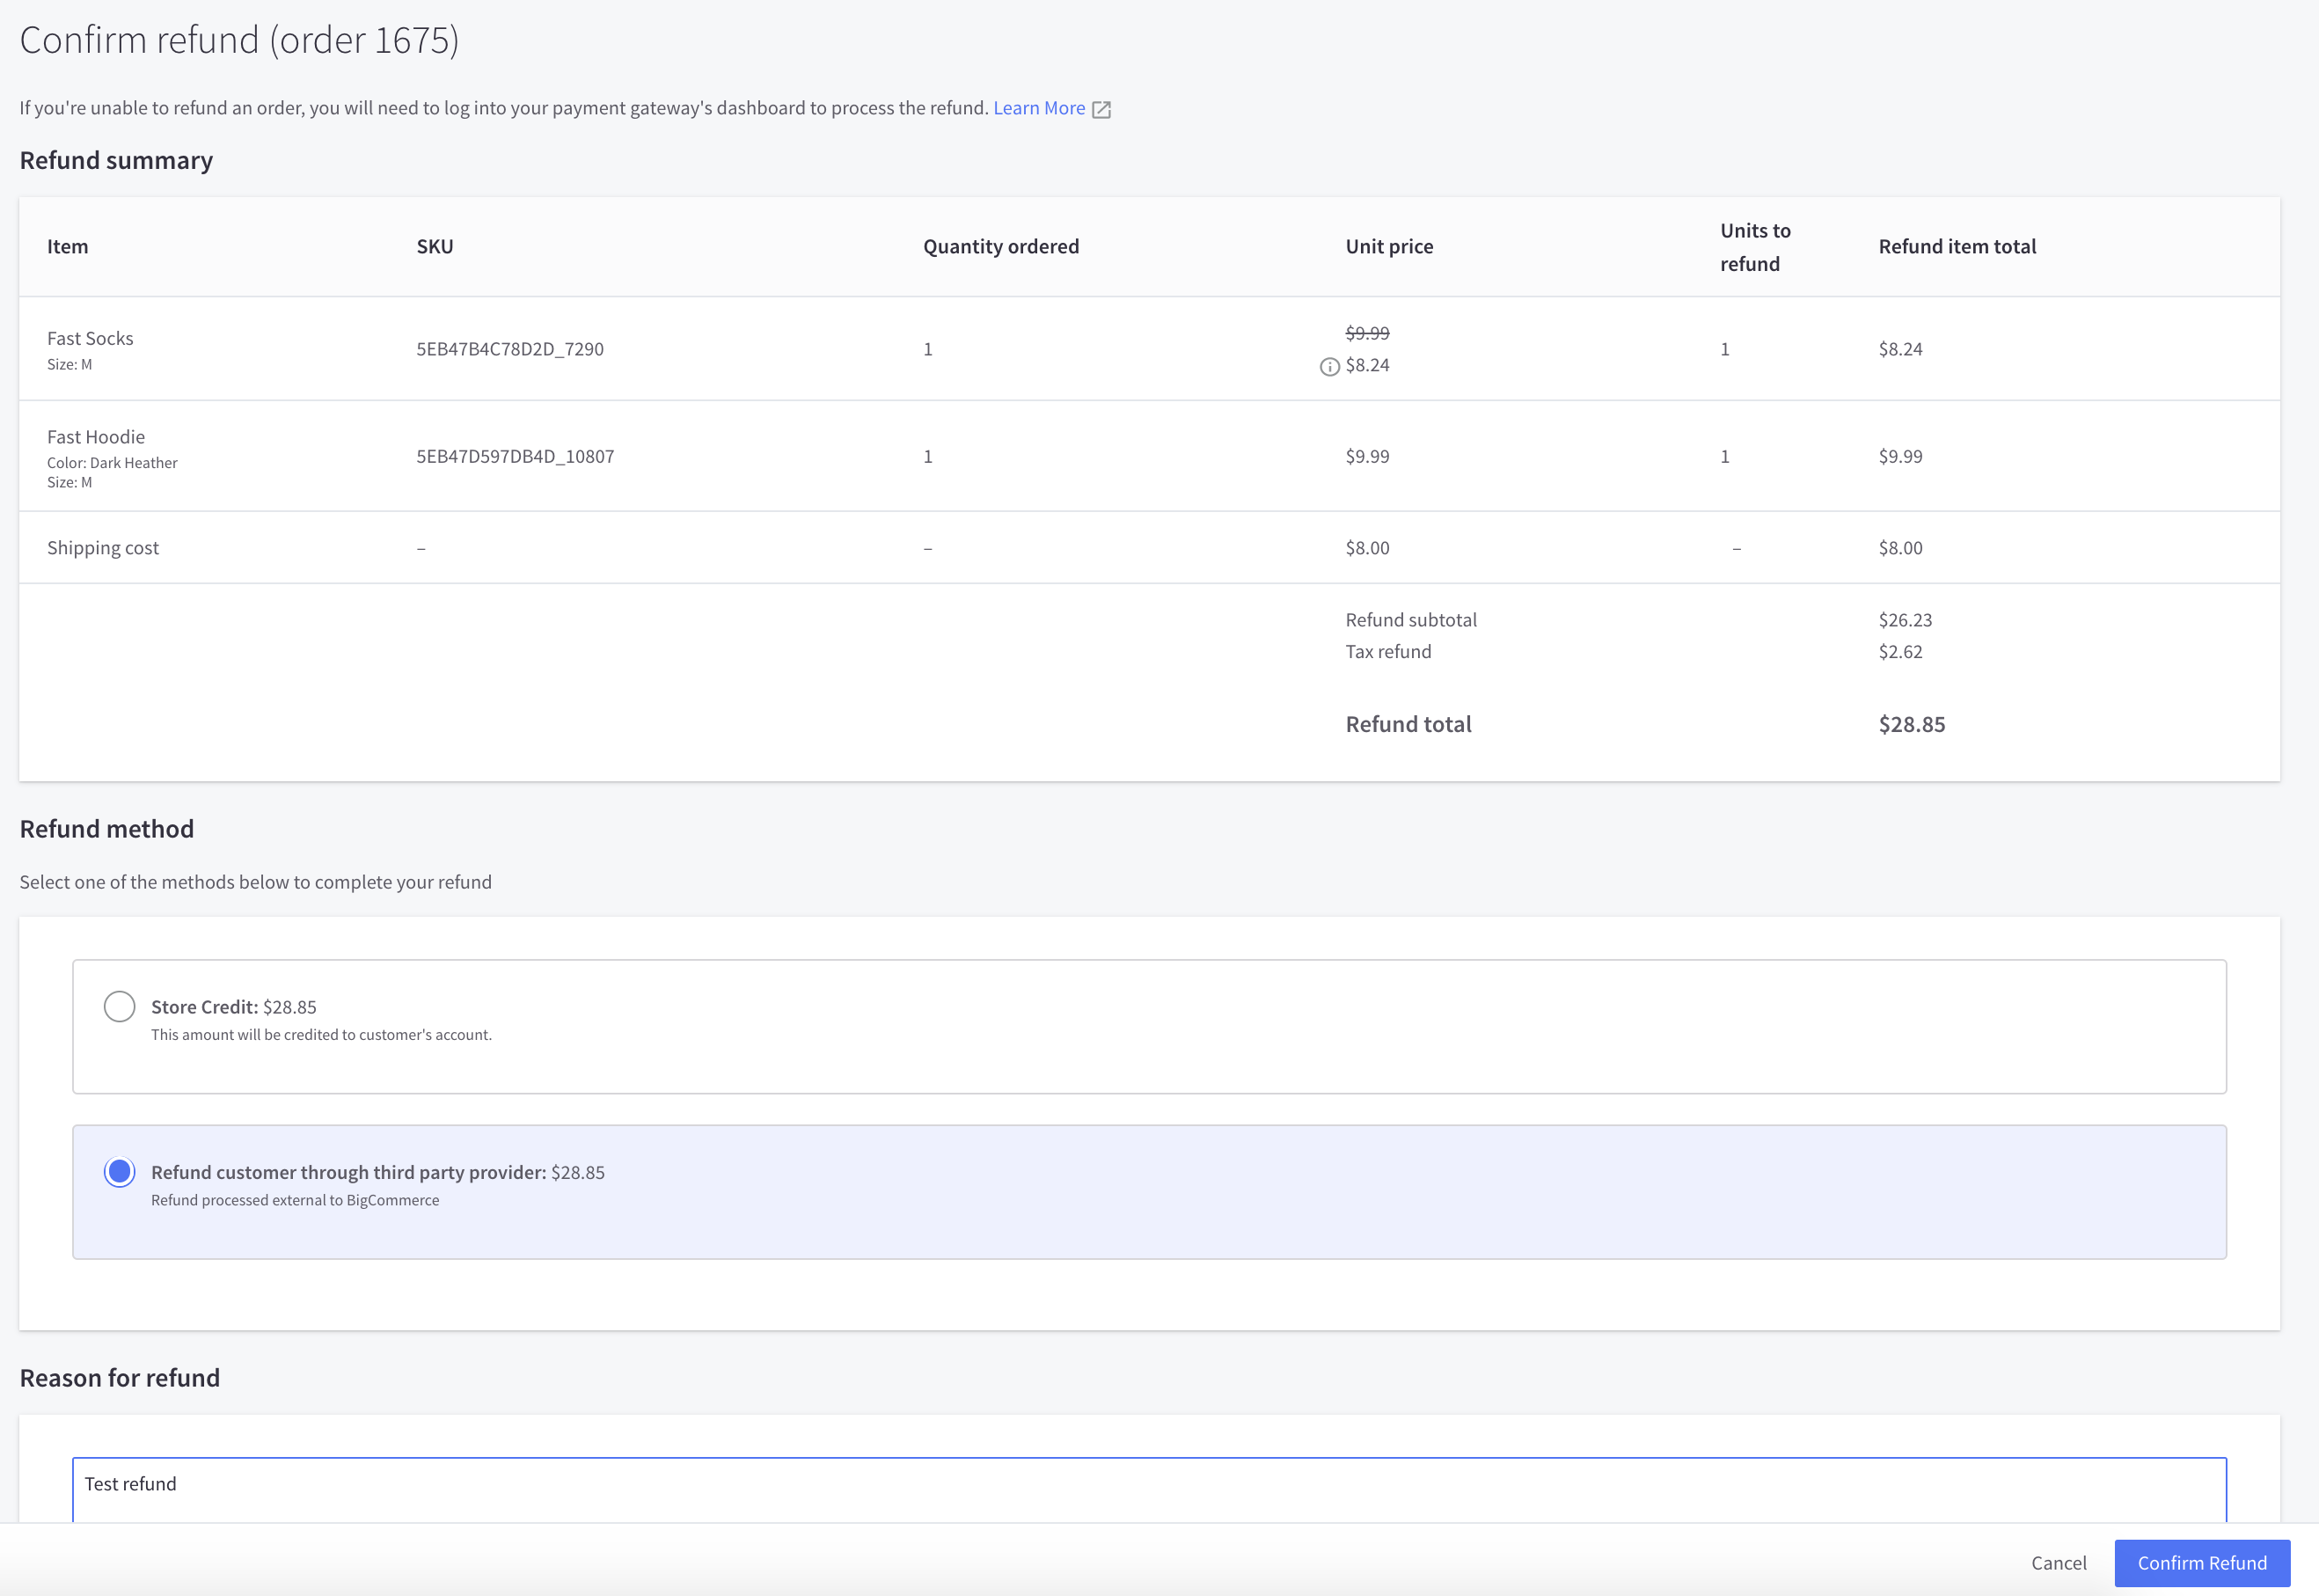 Confirm refund (order 1675)
If you're unable to refund an order, you will need to log into your payment gateway's dashboard to process the refund. Learn More
Refund summary
Item SKU Quantity ordered Unit price Units to refund Refund item total
Fast Socks
Size: M
5EB47B4C78D2D_7290 1 $9.99 $8.24 1 $8.24
Fast Hoodie
Color: Dark Heather
Size: M
5EB47D597DB4D_10807 1 $9.99 1 $9.99
Shipping cost – – $8.00 – $8.00
Refund subtotal $26.23
Tax refund $2.62
Refund total $28.85
Refund method
Select one of the methods below to complete your refund
Store Credit: $28.85
This amount will be credited to customer's account.
Refund customer through third party provider: $28.85
Refund processed external to BigCommerce
Reason for refund
Test refund
Cancel Confirm Refund